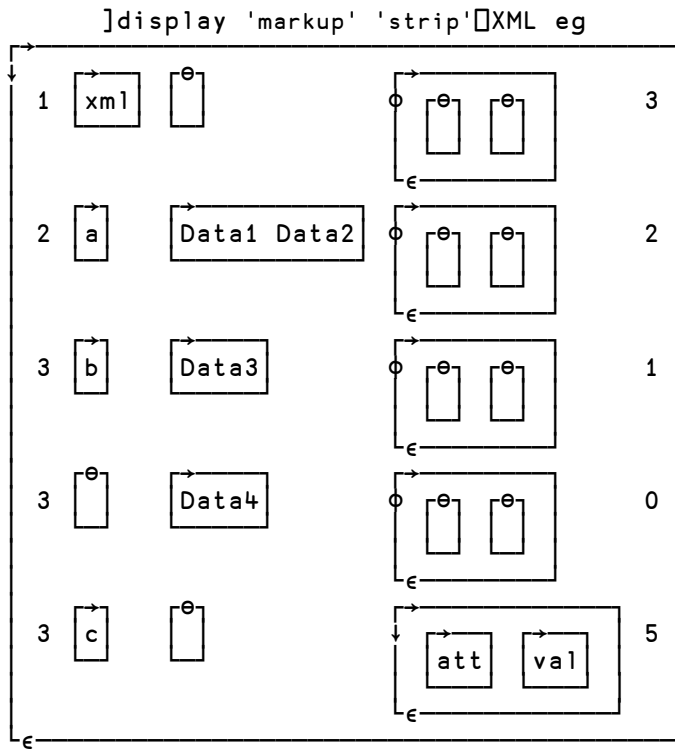 ]display 'markup' 'strip'⎕XML eg
1 xml 3
2 a Data1 Data2 2
3 b Data3 1
3 Data4 0
3 c att val 5